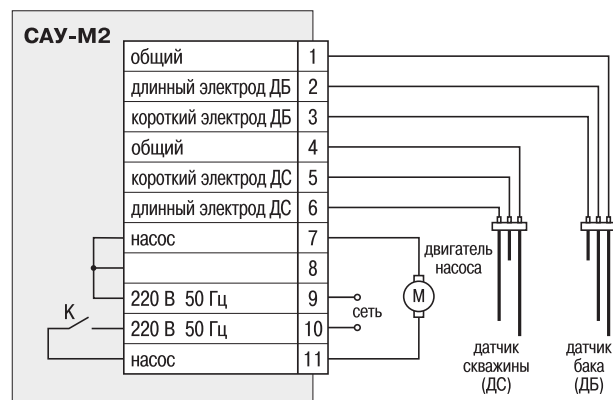 САУ-М2
общий 1
длинный электрод ДБ 2
короткий электрод ДБ 3
общий 4
короткий электрод ДС 5
длинный электрод ДС 6
насос 7
8
220 В 50 Гц 9
220 В 50 Гц 10
насос 11
К
сеть
двигатель
насоса
М
датчик
скважины
(ДС)
датчик
бака
(ДБ)